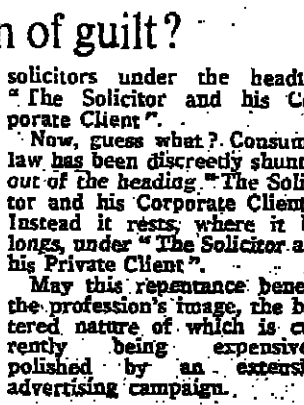 n of guilt?
solicitors under the headi
"The Solicitor and his Co
porate Client".
Now, guess what? Consum
law has been discreetly shunt
out of the heading "The Soli
tor and his Corporate Client
Instead it rests, where it b
longs, under "The Solicitor a
his Private Client".
May this repentance bene
the profession's image, the b
tered nature of which is cu
rently being expensive
polished by an extensi
advertising campaign.